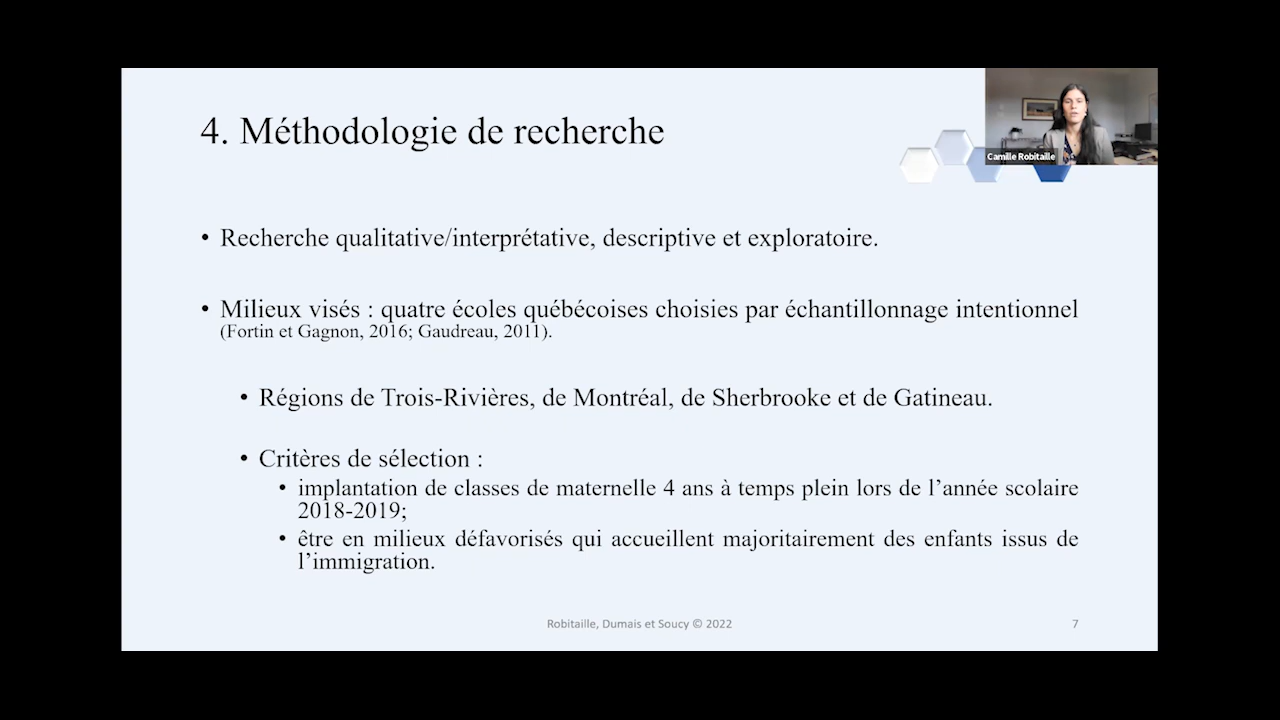 4. Méthodologie de recherche
Camille Robitaille
• Recherche qualitative/interprétative, descriptive et exploratoire.
• Milieux visés : quatre écoles québécoises choisies par échantillonnage intentionnel
(Fortin et Gagnon, 2016; Gaudreau, 2011).
• Régions de Trois-Rivières, de Montréal, de Sherbrooke et de Gatineau.
• Critères de sélection :
• implantation de classes de maternelle 4 ans à temps plein lors de l’année scolaire
2018-2019;
• être en milieux défavorisés qui accueillent majoritairement des enfants issus de
l’immigration.
Robitaille, Dumais et Soucy © 2022
7